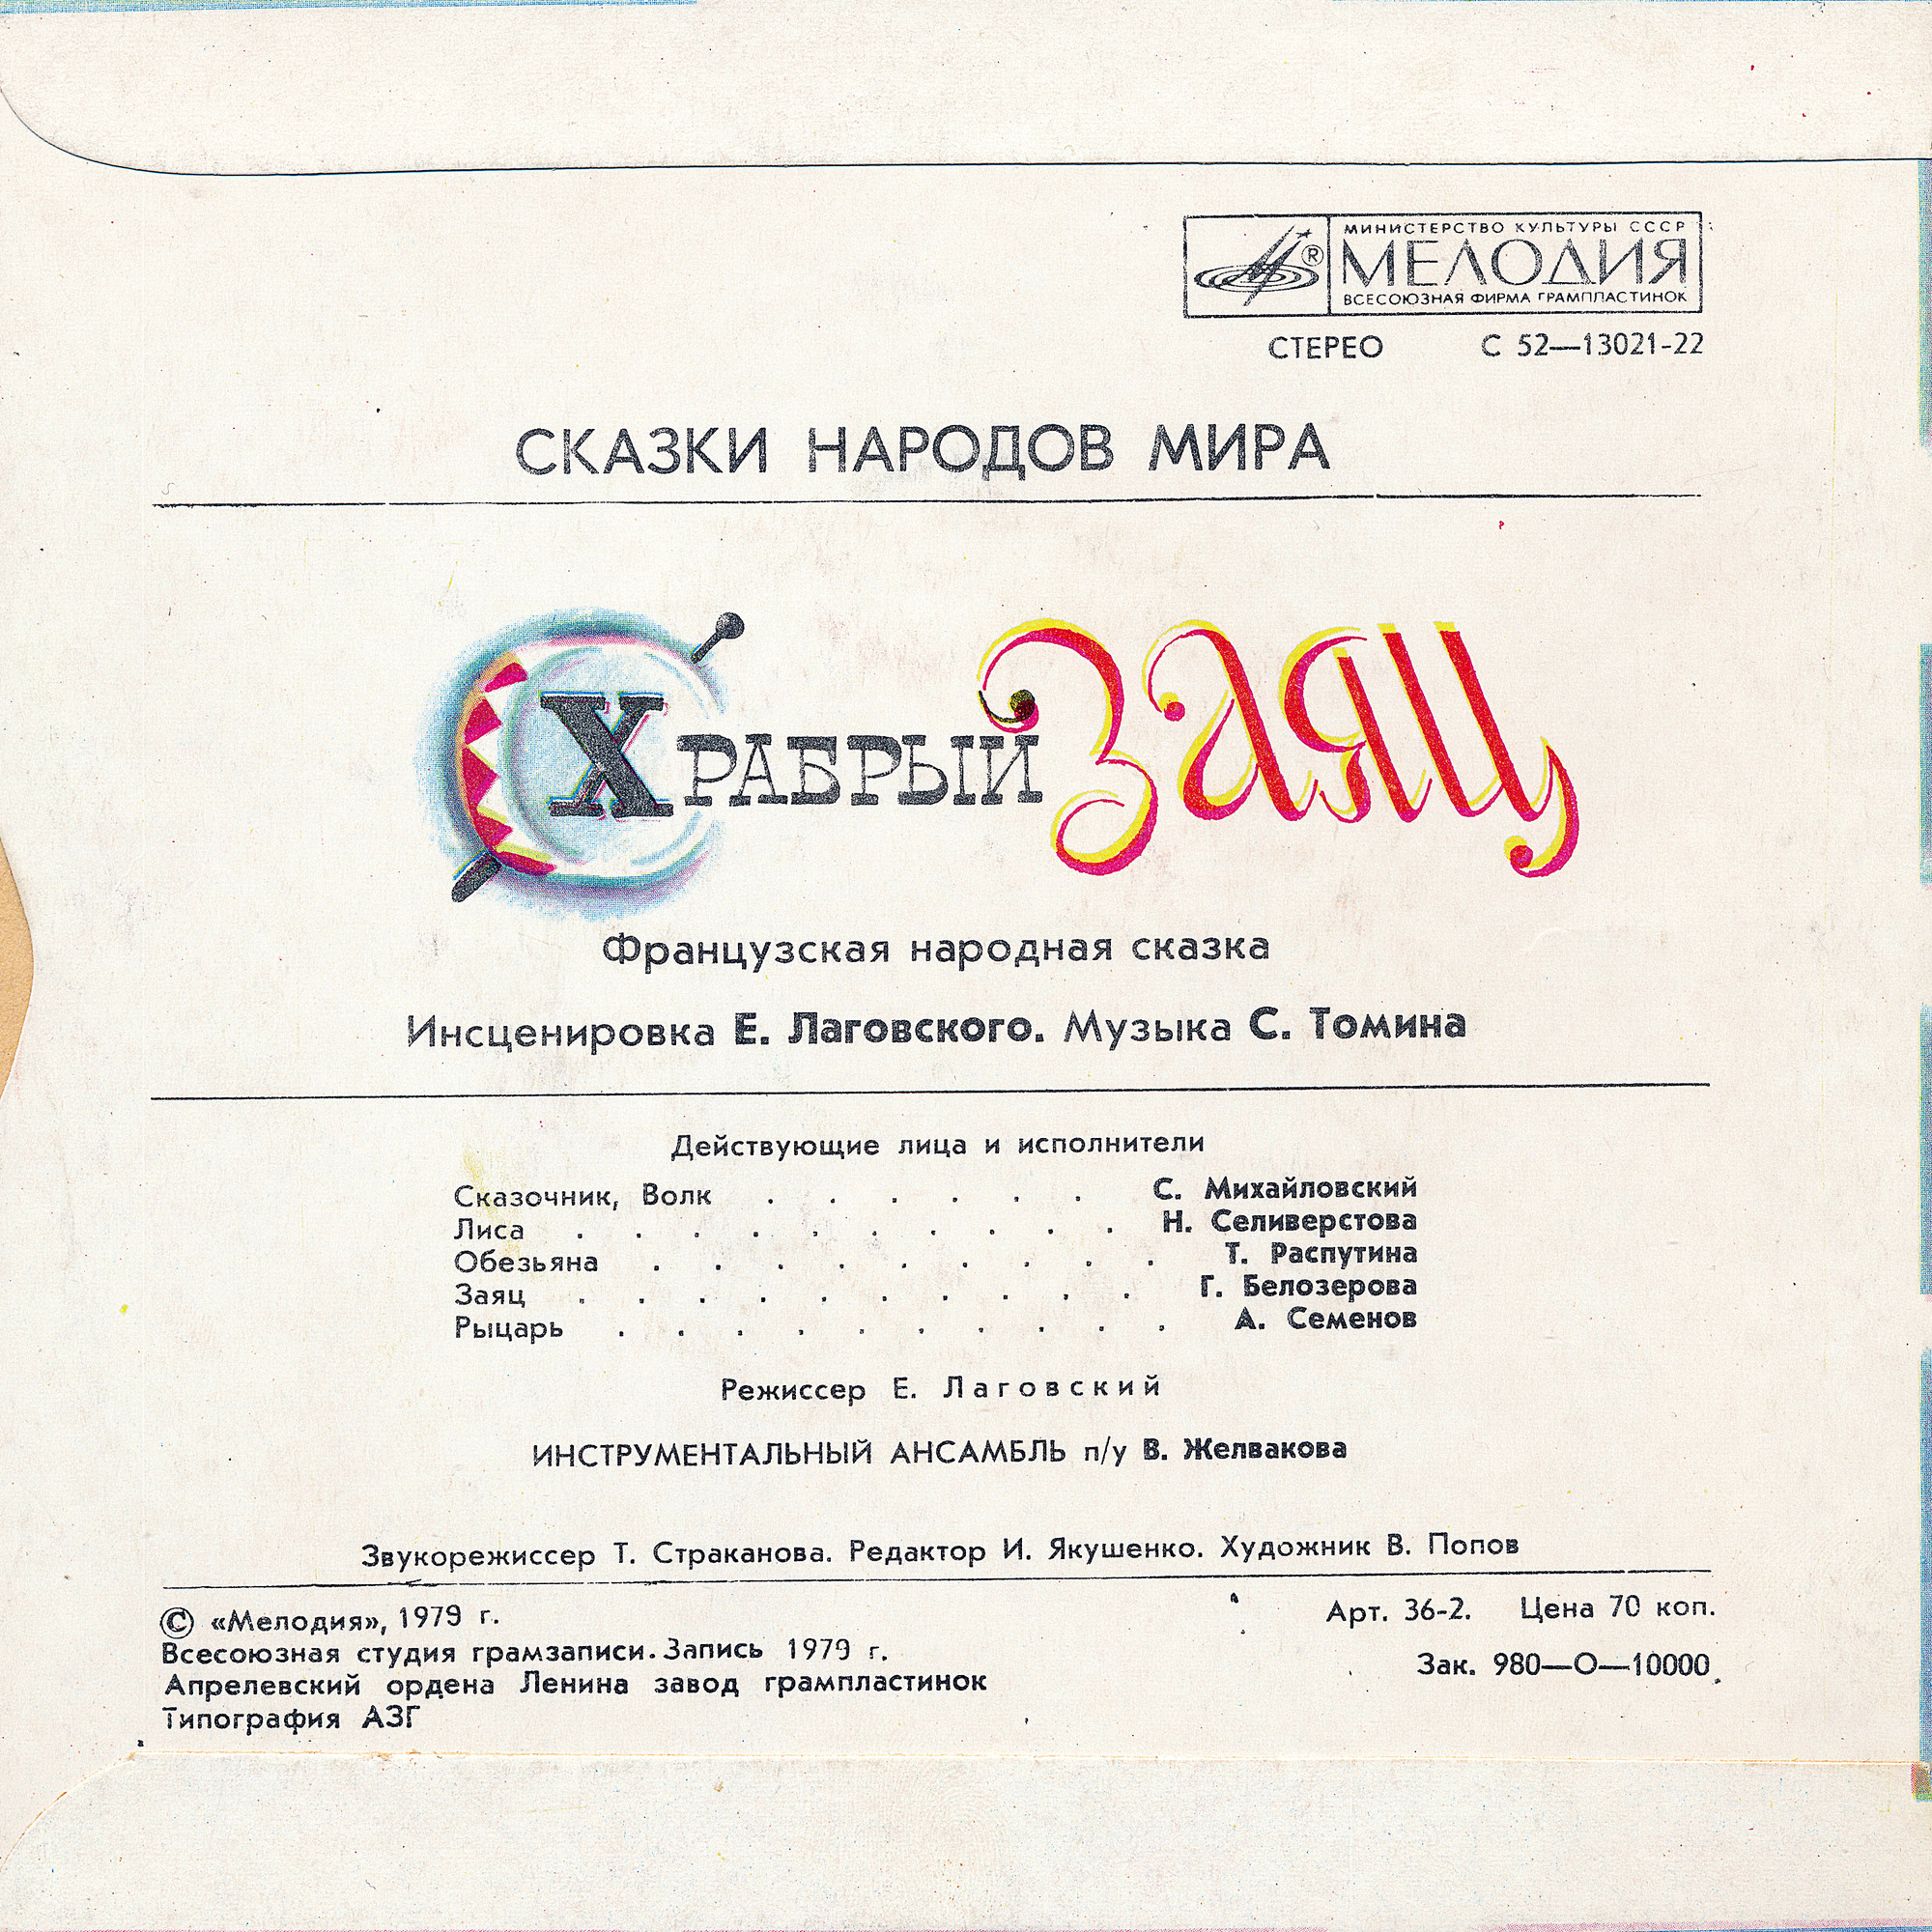 МИНИСТЕРСТВО КУЛЬТУРЫ СССР
®
МЕЛОДИЯ
ВСЕСОЮЗНАЯ ФИРМА ГРАМПЛАСТИНОК
СТЕРЕО С 52—13021-22
СКАЗКИ НАРОДОВ МИРА
ХРАБРЫЙ ЗАЯЦ
Французская народная сказка
Инсценировка Е. Лаговского. Музыка С. Томина
Действующие лица и исполнители
Сказочник, Волк . . . . . . С. Михайловский
Лиса . . . . . . . . . . Н. Селиверстова
Обезьяна . . . . . . . . . Т. Распутина
Заяц . . . . . . . . . . Г. Белозерова
Рыцарь . . . . . . . . . . А. Семенов
Режиссер Е. Лаговский
ИНСТРУМЕНТАЛЬНЫЙ АНСАМБЛЬ п/у В. Желвакова
Звукорежиссер Т. Страканова. Редактор И. Якушенко. Художник В. Попов
© «Мелодия», 1979 г. Арт. 36-2. Цена 70 коп.
Всесоюзная студия грамзаписи. Запись 1979 г.
Зак. 980—О—10000
Апрелевский ордена Ленина завод грампластинок
Типография АЗГ